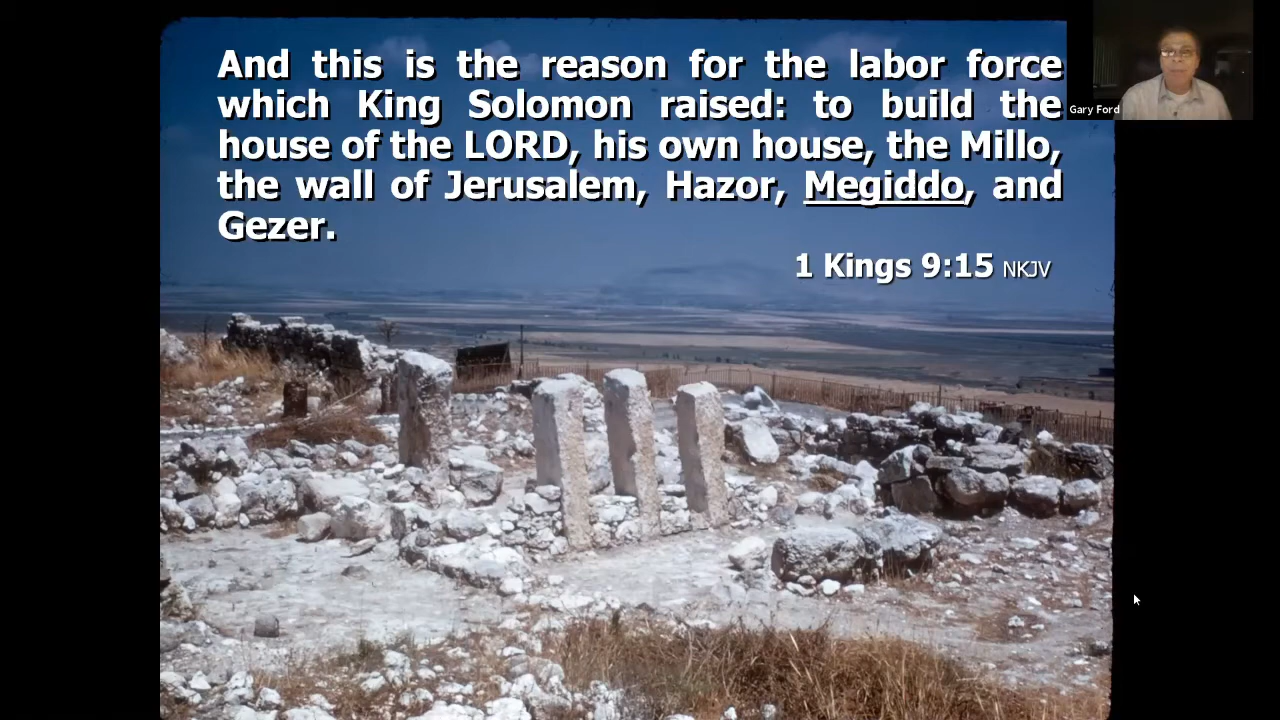 And this is the reason for the labor force
which King Solomon raised: to build the
house of the LORD, his own house, the Millo,
the wall of Jerusalem, Hazor, Megiddo, and
Gezer.
1 Kings 9:15 NKJV
Gary Ford